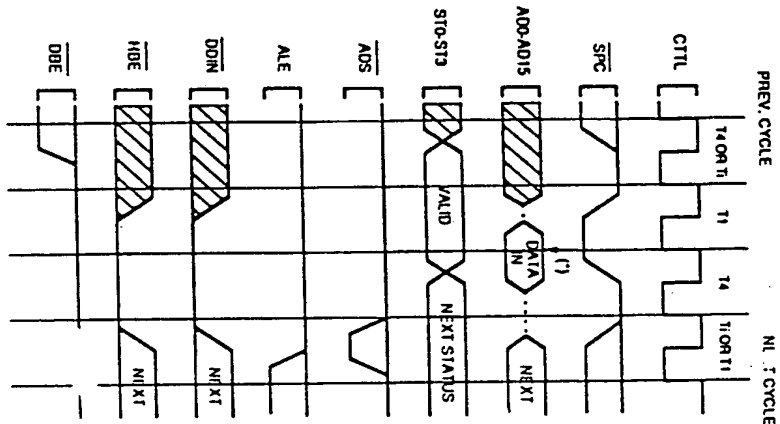 PREV. CYCLE
NEXT CYCLE
T4 OR Ti
T1
T4
Ti OR T1
CTTL
SPC
AD0-AD15
DATA IN
(*)
NEXT
ST0-ST3
VALID
NEXT STATUS
ADS
ALE
DDIN
NEXT
HBE
NEXT
DBE